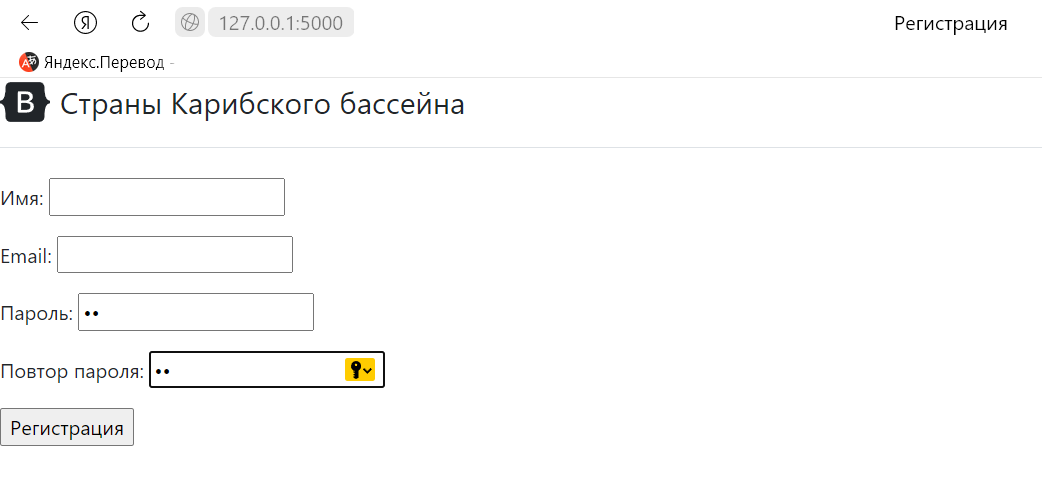 127.0.0.1:5000 Регистрация
Яндекс.Перевод -
B Страны Карибского бассейна
Имя:
Email:
Пароль: ••
Повтор пароля: ••
Регистрация